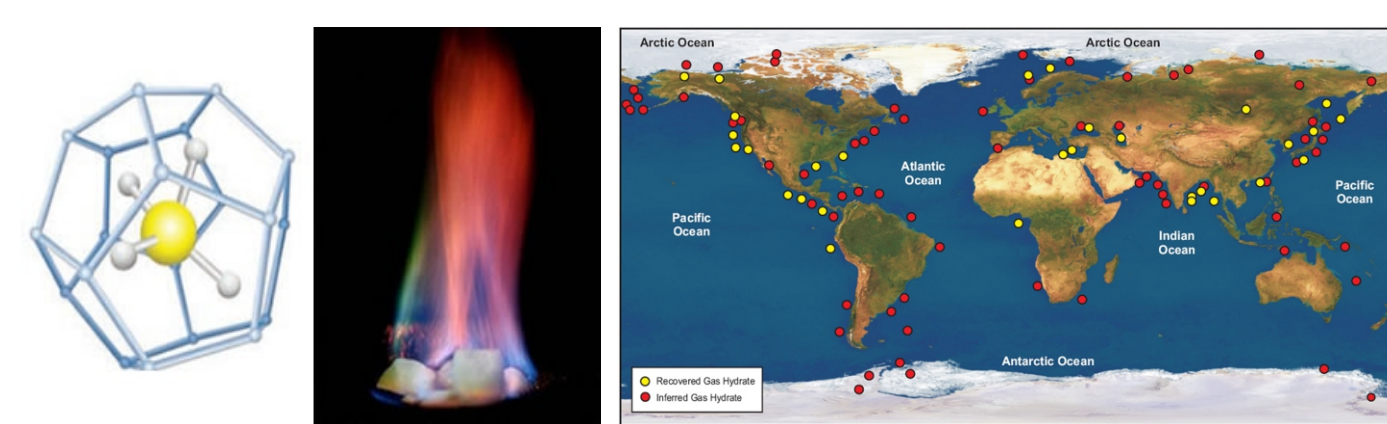 Arctic Ocean
Arctic Ocean
Atlantic
Ocean
Pacific
Ocean
Pacific
Ocean
Indian
Ocean
Antarctic Ocean
Recovered Gas Hydrate
Inferred Gas Hydrate